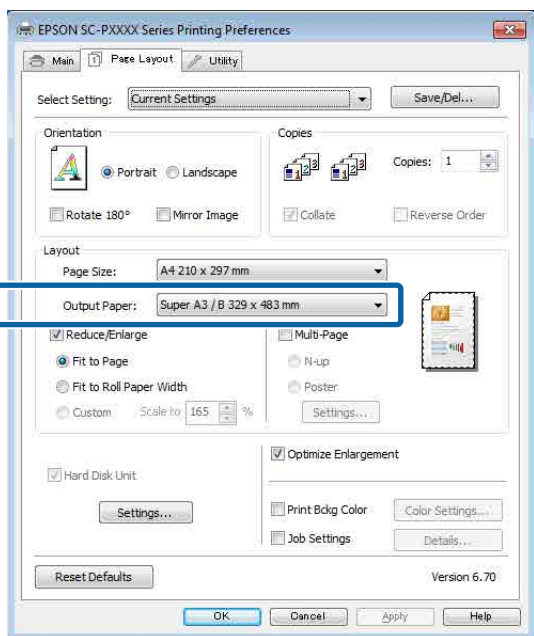 EPSON SC-PXXXX Series Printing Preferences
Main Page Layout Utility
Select Setting: Current Settings Save/Del...
Orientation Copies
Portrait Landscape Copies: 1
Rotate 180° Mirror Image Collate Reverse Order
Layout
Page Size: A4 210 x 297 mm
Output Paper: Super A3 / B 329 x 483 mm
Reduce/Enlarge Multi-Page
Fit to Page N-up
Fit to Roll Paper Width Poster
Custom Scale to 165 % Settings...
Optimize Enlargement
Hard Disk Unit
Settings... Print Bckg Color Color Settings...
Job Settings Details...
Reset Defaults Version 6.70
OK Cancel Apply Help